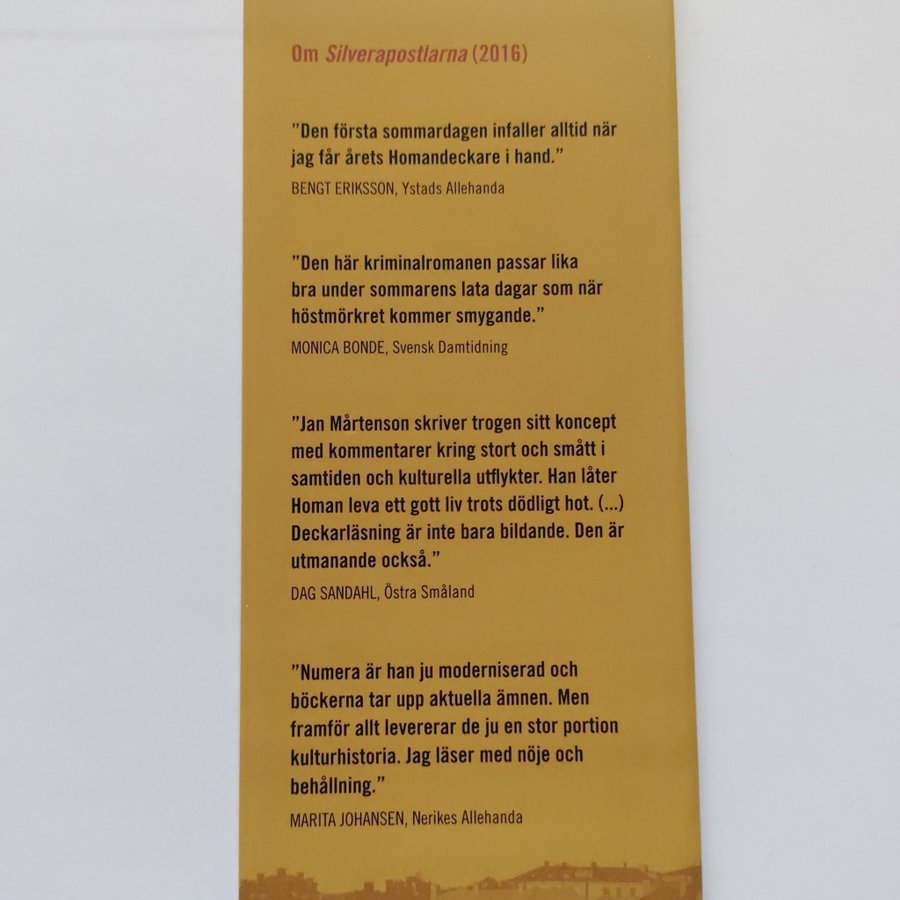 Om Silverapostlarna (2016)
”Den första sommardagen infaller alltid när
jag får årets Homandeckare i hand.”
BENGT ERIKSSON, Ystads Allehanda
”Den här kriminalromanen passar lika
bra under sommarens lata dagar som när
höstmörkret kommer smygande.”
MONICA BONDE, Svensk Damtidning
”Jan Mårtenson skriver trogen sitt koncept
med kommentarer kring stort och smått i
samtiden och kulturella utflykter. Han låter
Homan leva ett gott liv trots dödligt hot. (...)
Deckarläsning är inte bara bildande. Den är
utmanande också.”
DAG SANDAHL, Östra Småland
”Numera är han ju moderniserad och
böckerna tar upp aktuella ämnen. Men
framför allt levererar de ju en stor portion
kulturhistoria. Jag läser med nöje och
behållning.”
MARITA JOHANSEN, Nerikes Allehanda